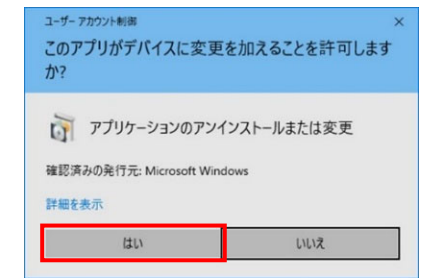 ユーザー アカウント制御
このアプリがデバイスに変更を加えることを許可します
か?
アプリケーションのアンインストールまたは変更
確認済みの発行元: Microsoft Windows
詳細を表示
はい
いいえ